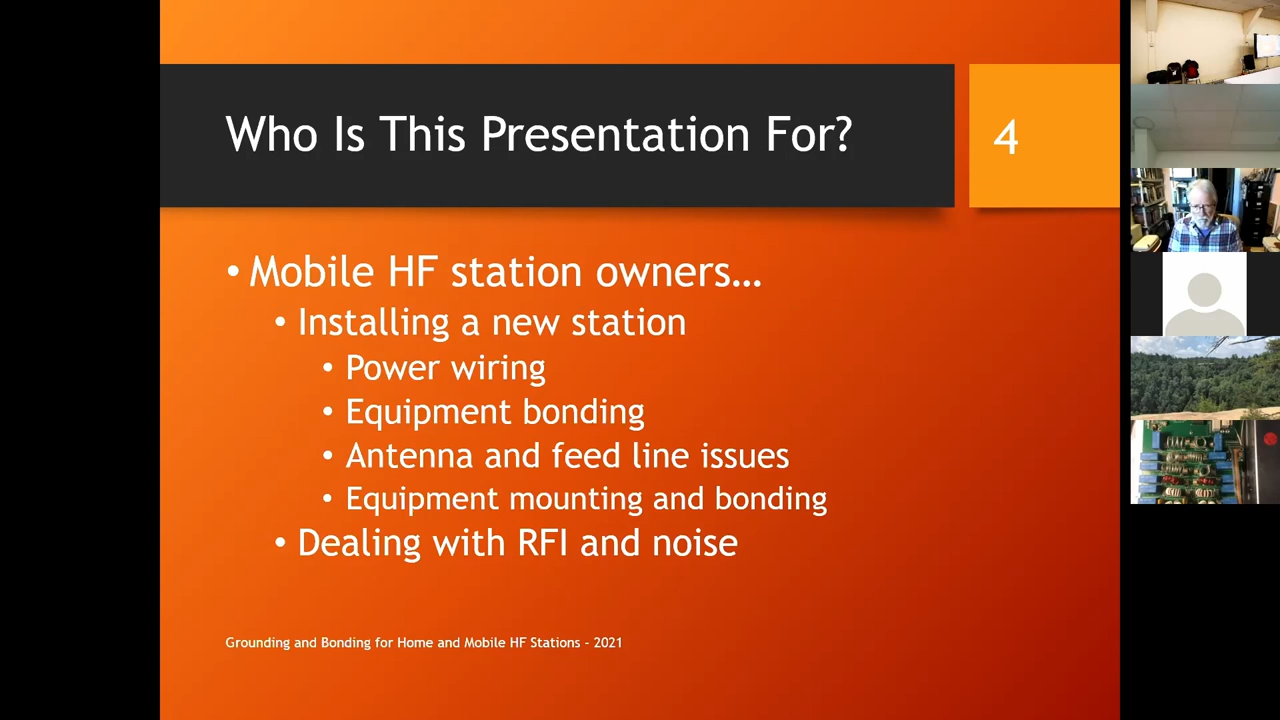 Who Is This Presentation For?
4
• Mobile HF station owners…
• Installing a new station
• Power wiring
• Equipment bonding
• Antenna and feed line issues
• Equipment mounting and bonding
• Dealing with RFI and noise
Grounding and Bonding for Home and Mobile HF Stations - 2021